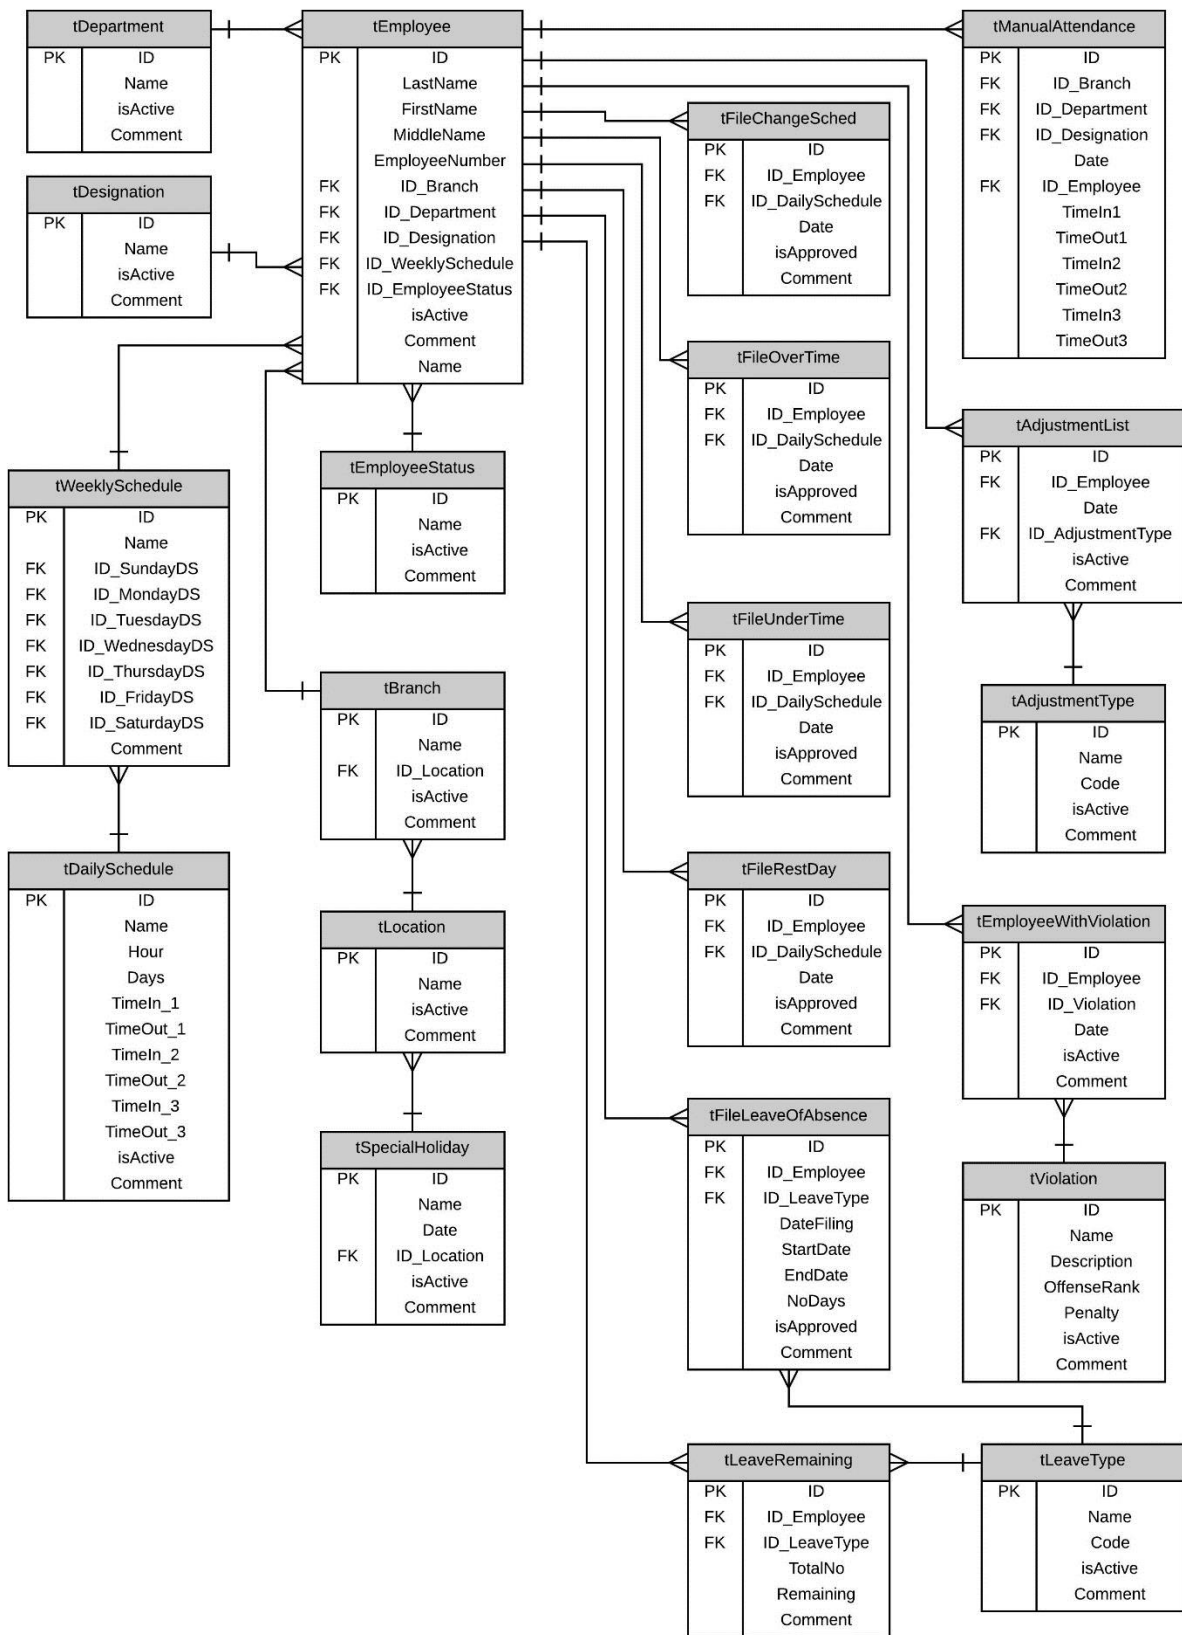 tDepartment
PK ID
Name
isActive
Comment
tDesignation
PK ID
Name
isActive
Comment
tEmployee
PK ID
LastName
FirstName
MiddleName
EmployeeNumber
FK ID_Branch
FK ID_Department
FK ID_Designation
FK ID_WeeklySchedule
FK ID_EmployeeStatus
isActive
Comment
Name
tWeeklySchedule
PK ID
Name
FK ID_SundayDS
FK ID_MondayDS
FK ID_TuesdayDS
FK ID_WednesdayDS
FK ID_ThursdayDS
FK ID_FridayDS
FK ID_SaturdayDS
Comment
tDailySchedule
PK ID
Name
Hour
Days
TimeIn_1
TimeOut_1
TimeIn_2
TimeOut_2
TimeIn_3
TimeOut_3
isActive
Comment
tEmployeeStatus
PK ID
Name
isActive
Comment
tBranch
PK ID
Name
FK ID_Location
isActive
Comment
tLocation
PK ID
Name
isActive
Comment
tSpecialHoliday
PK ID
Name
Date
FK ID_Location
isActive
Comment
tFileChangeSched
PK ID
FK ID_Employee
FK ID_DailySchedule
Date
isApproved
Comment
tFileOverTime
PK ID
FK ID_Employee
FK ID_DailySchedule
Date
isApproved
Comment
tFileUnderTime
PK ID
FK ID_Employee
FK ID_DailySchedule
Date
isApproved
Comment
tFileRestDay
PK ID
FK ID_Employee
FK ID_DailySchedule
Date
isApproved
Comment
tFileLeaveOfAbsence
PK ID
FK ID_Employee
FK ID_LeaveType
DateFiling
StartDate
EndDate
NoDays
isApproved
Comment
tLeaveRemaining
PK ID
FK ID_Employee
FK ID_LeaveType
TotalNo
Remaining
Comment
tManualAttendance
PK ID
FK ID_Branch
FK ID_Department
FK ID_Designation
Date
FK ID_Employee
TimeIn1
TimeOut1
TimeIn2
TimeOut2
TimeIn3
TimeOut3
tAdjustmentList
PK ID
FK ID_Employee
Date
FK ID_AdjustmentType
isActive
Comment
tAdjustmentType
PK ID
Name
Code
isActive
Comment
tEmployeeWithViolation
PK ID
FK ID_Employee
FK ID_Violation
Date
isActive
Comment
tViolation
PK ID
Name
Description
OffenseRank
Penalty
isActive
Comment
tLeaveType
PK ID
Name
Code
isActive
Comment